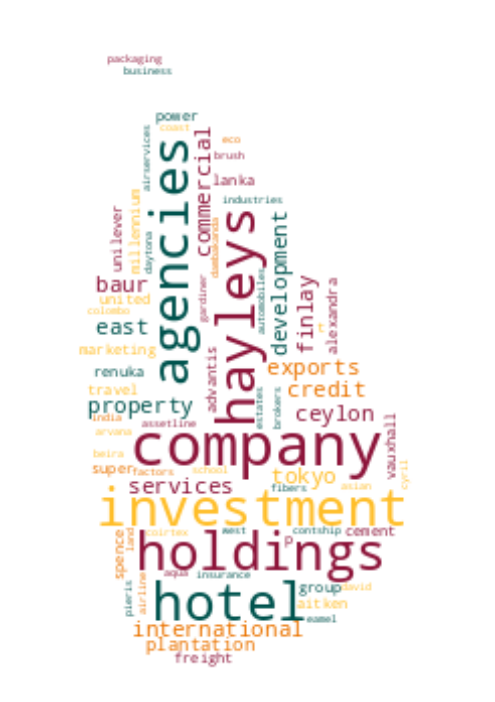 packaging
business
power
coast
airservices
agencies
commercial
eco
brush
lanka
industries
unilever
millennium
daytona
dambakanda
hayleys
development
baur
united
colombo
gardiner
automobiles
finlay
alexandra
east
marketing
renuka
advantis
exports
travel
credit
property
estates
brokers
ceylon
india
assetline
arvana
company
vauxhall
beira
super
factors
school
tokyo
cyril
services
fibers
asian
investment
spence
land
coirtex
west
contship
cement
holdings
p
aqua
insurance
pieris
airline
hotel
group
david
aitken
eamel
international
plantation
freight